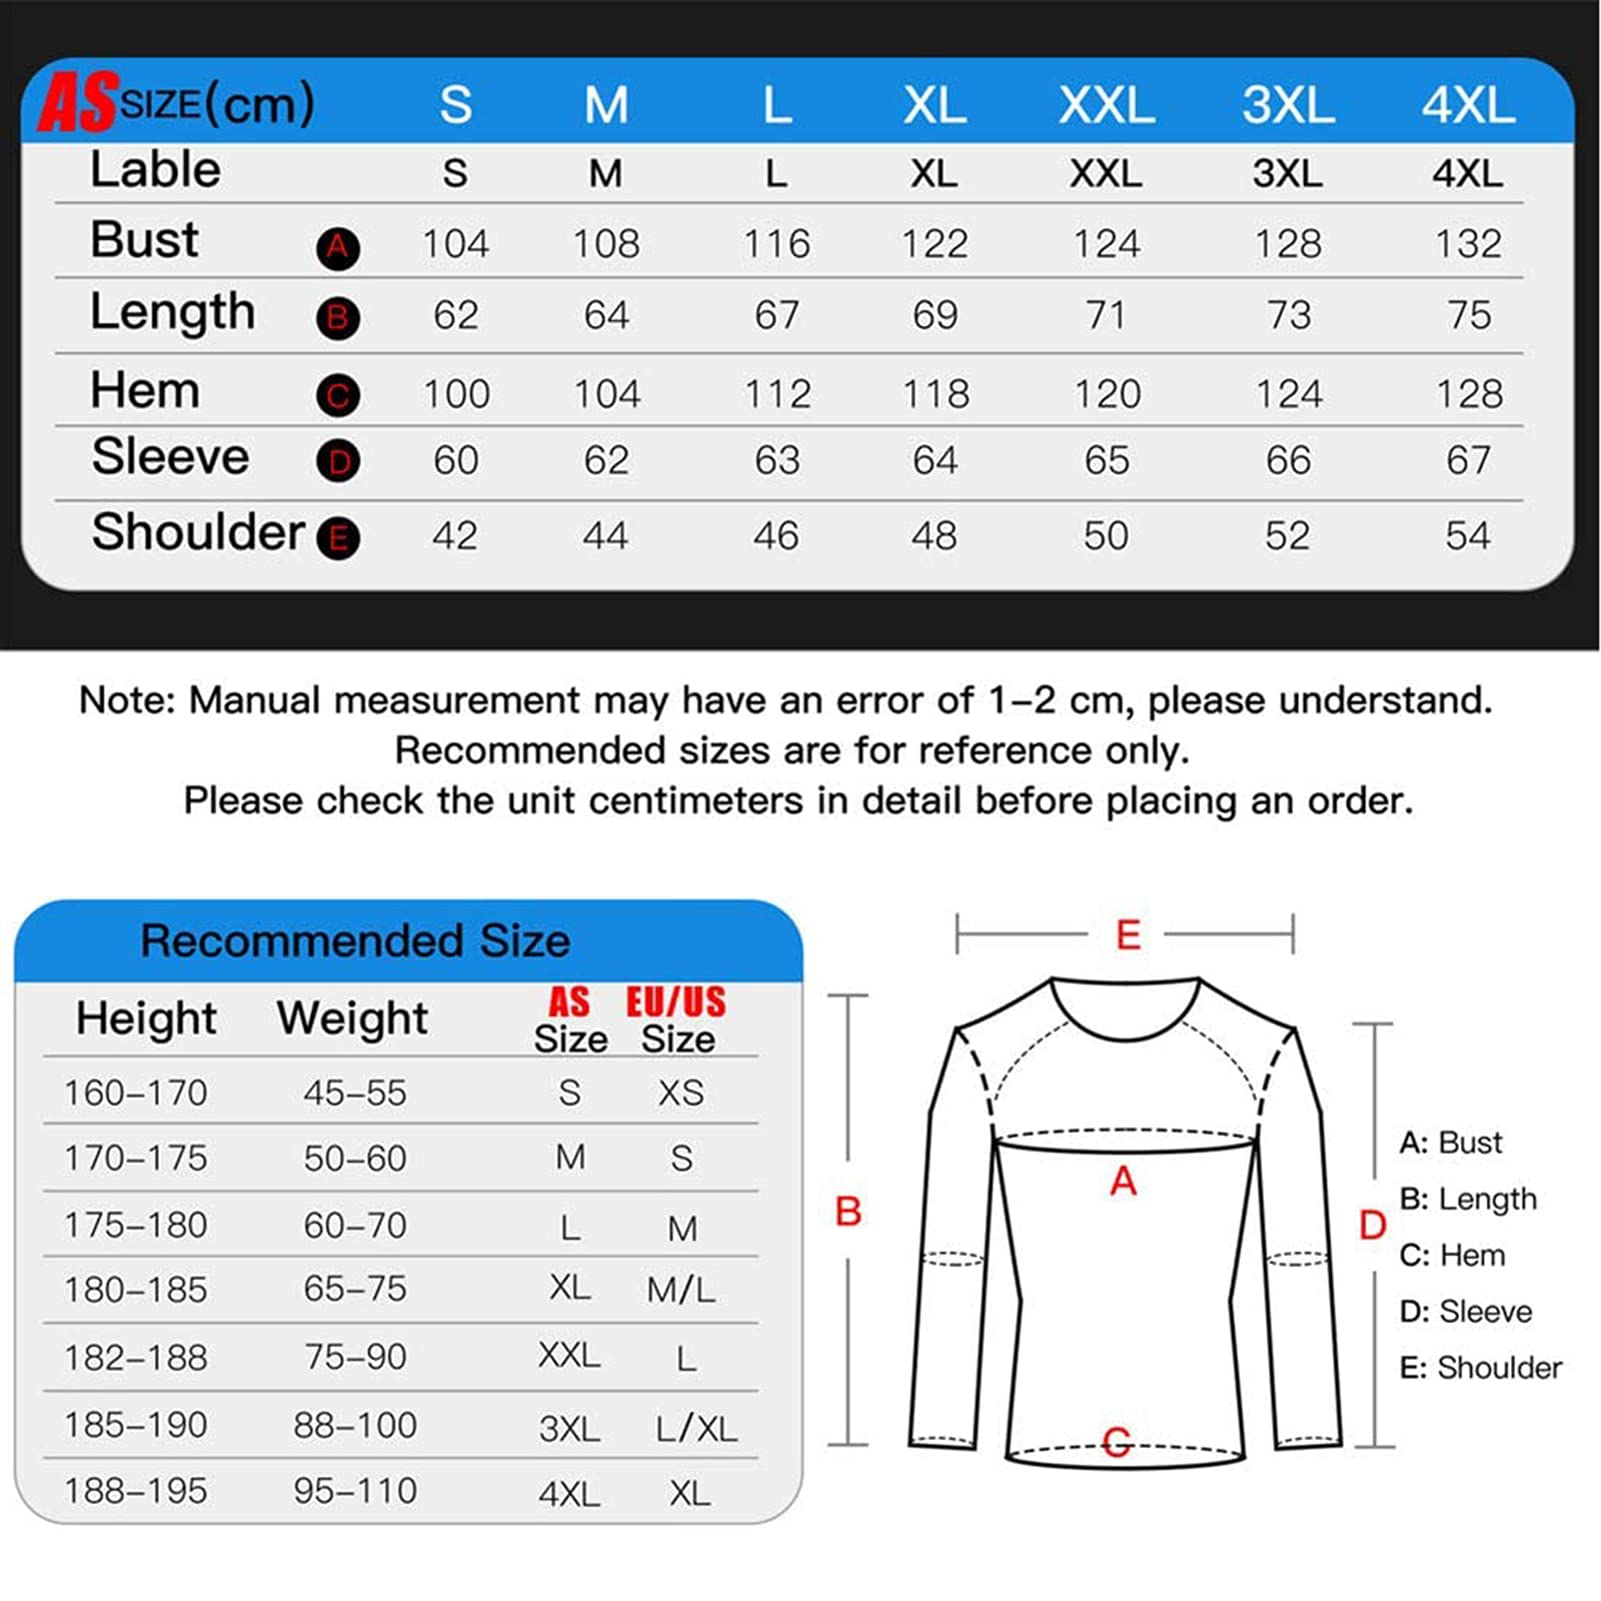 AS SIZE(cm) S M L XL XXL 3XL 4XL
Lable S M L XL XXL 3XL 4XL
Bust A 104 108 116 122 124 128 132
Length B 62 64 67 69 71 73 75
Hem C 100 104 112 118 120 124 128
Sleeve D 60 62 63 64 65 66 67
Shoulder E 42 44 46 48 50 52 54
Note: Manual measurement may have an error of 1–2 cm, please understand.
Recommended sizes are for reference only.
Please check the unit centimeters in detail before placing an order.
Recommended Size
Height Weight AS Size EU/US Size
160–170 45–55 S XS
170–175 50–60 M S
175–180 60–70 L M
180–185 65–75 XL M/L
182–188 75–90 XXL L
185–190 88–100 3XL L/XL
188–195 95–110 4XL XL
E
A
B
D
C
A: Bust
B: Length
C: Hem
D: Sleeve
E: Shoulder